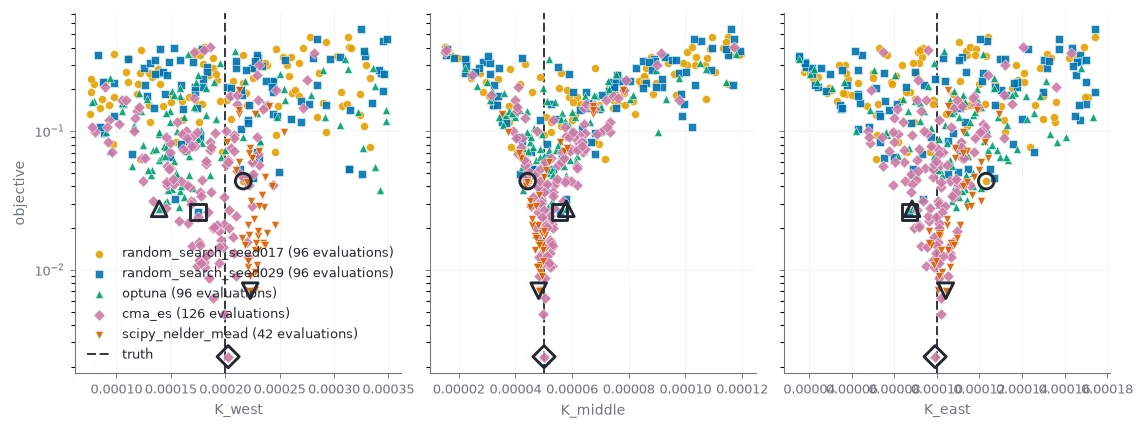 objective
10⁻¹
10⁻²
random_search_seed017 (96 evaluations)
random_search_seed029 (96 evaluations)
optuna (96 evaluations)
cma_es (126 evaluations)
scipy_nelder_mead (42 evaluations)
truth
0.00010 0.00015 0.00020 0.00025 0.00030 0.00035
K_west
0.00002 0.00004 0.00006 0.00008 0.00010 0.00012
K_middle
0.00004 0.00006 0.00008 0.00010 0.00012 0.00014 0.00016 0.00018
K_east